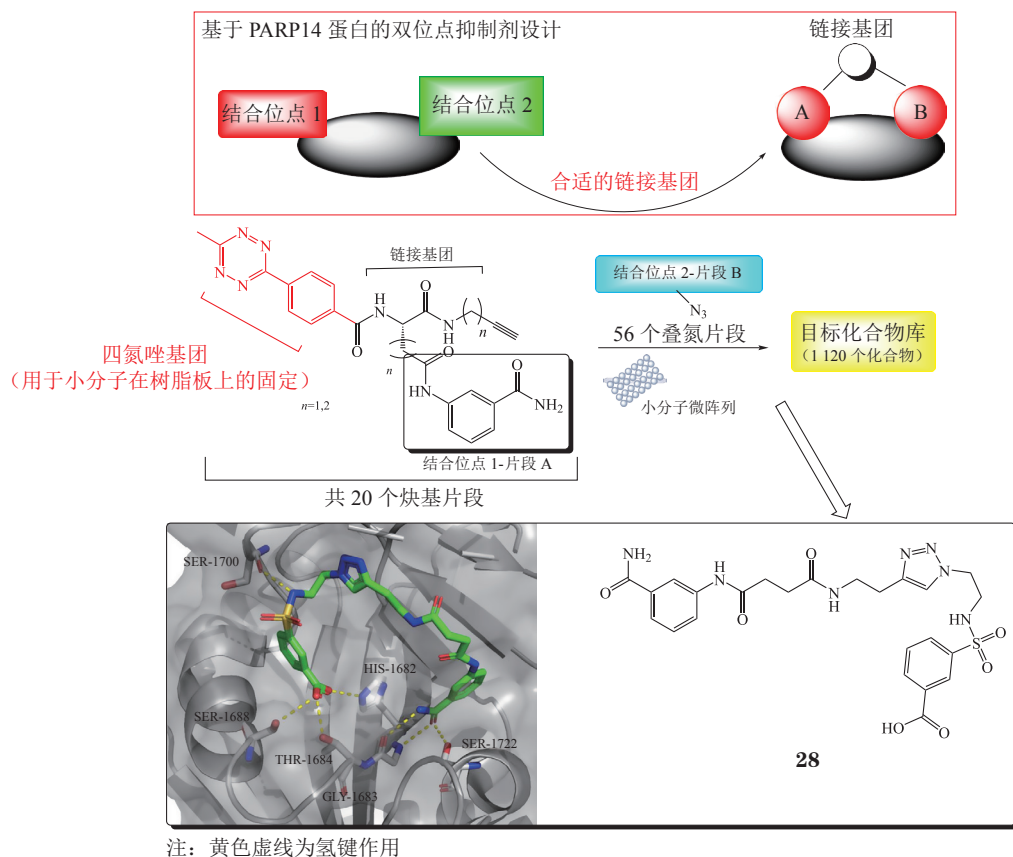 基于 PARP14 蛋白的双位点抑制剂设计
链接基团
结合位点 1
结合位点 2
A
B
合适的链接基团
N
N
N
N
链接基团
O
H
N
O
N
H
n
O
n
HN
O
NH2
四氮唑基团
（用于小分子在树脂板上的固定）
n=1,2
结合位点 1-片段 A
共 20 个炔基片段
结合位点 2-片段 B
N3
56 个叠氮片段
小分子微阵列
目标化合物库
（1 120 个化合物）
SER-1700
HIS-1682
SER-1688
THR-1684
GLY-1683
SER-1722
NH2
O
H
N
O
O
N
H
N
N
N
HN
O
S
O
HO
O
28
注：黄色虚线为氢键作用